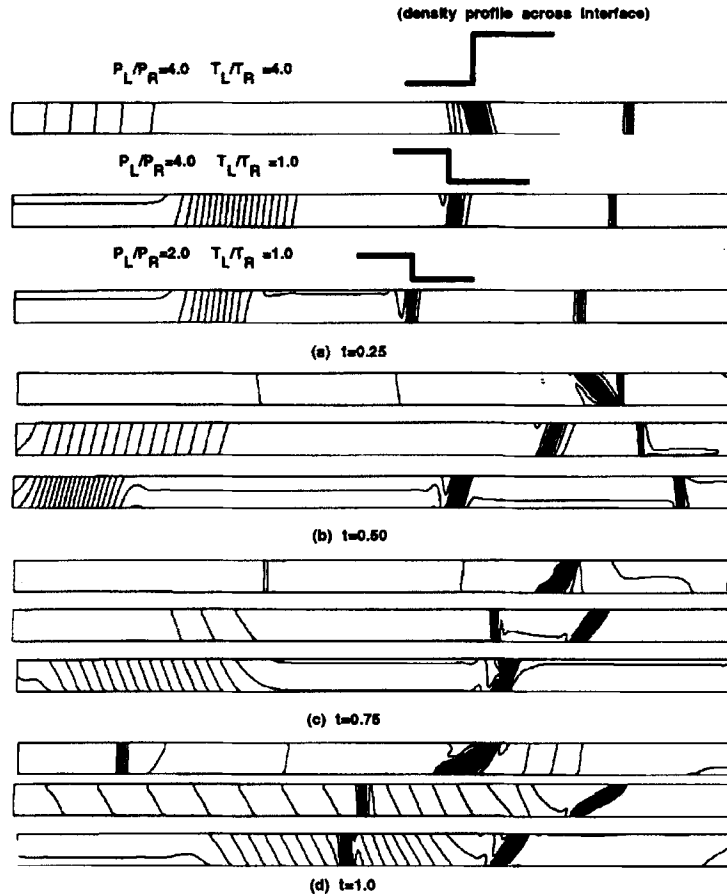 (density profile across interface)
P_L/P_R=4.0 T_L/T_R=4.0
P_L/P_R=4.0 T_L/T_R=1.0
P_L/P_R=2.0 T_L/T_R=1.0
(a) t=0.25
(b) t=0.50
(c) t=0.75
(d) t=1.0